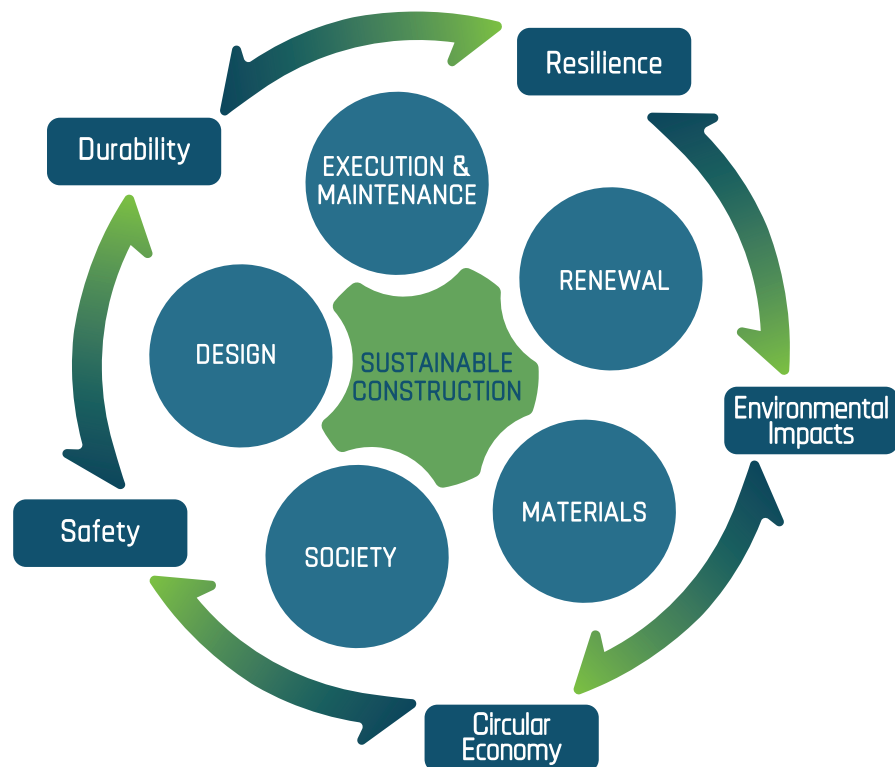 Resilience
Durability
EXECUTION &
MAINTENANCE
RENEWAL
DESIGN
SUSTAINABLE
CONSTRUCTION
Environmental
Impacts
MATERIALS
Safety
SOCIETY
Circular
Economy